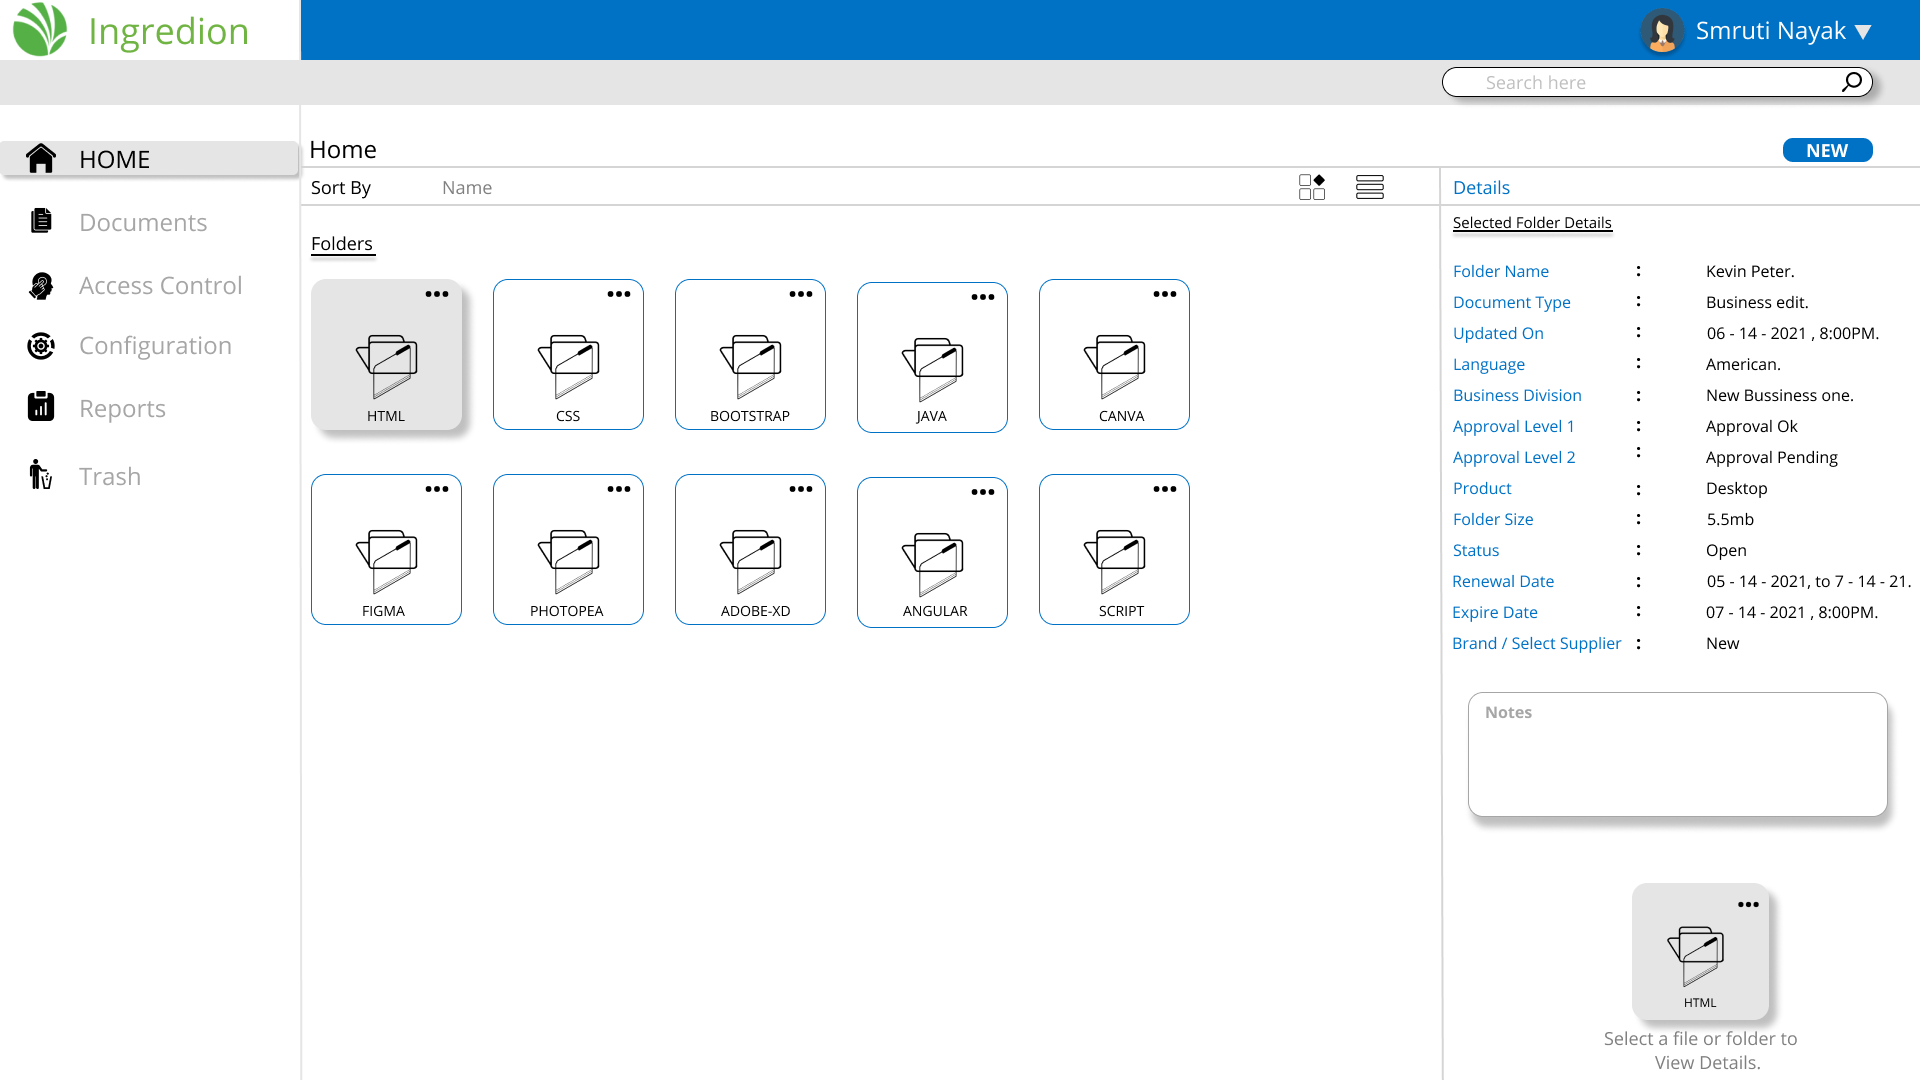 Ingredion
Smruti Nayak
Search here
HOME
Documents
Access Control
Configuration
Reports
Trash
Home
NEW
Sort By Name
Folders
HTML CSS BOOTSTRAP JAVA CANVA
FIGMA PHOTOPEA ADOBE-XD ANGULAR SCRIPT
Details
Selected Folder Details
Folder Name : Kevin Peter.
Document Type : Business edit.
Updated On : 06 - 14 - 2021 , 8:00PM.
Language : American.
Business Division : New Bussiness one.
Approval Level 1 : Approval Ok
Approval Level 2 : Approval Pending
Product : Desktop
Folder Size : 5.5mb
Status : Open
Renewal Date : 05 - 14 - 2021, to 7 - 14 - 21.
Expire Date : 07 - 14 - 2021 , 8:00PM.
Brand / Select Supplier : New
Notes
HTML
Select a file or folder to
View Details.